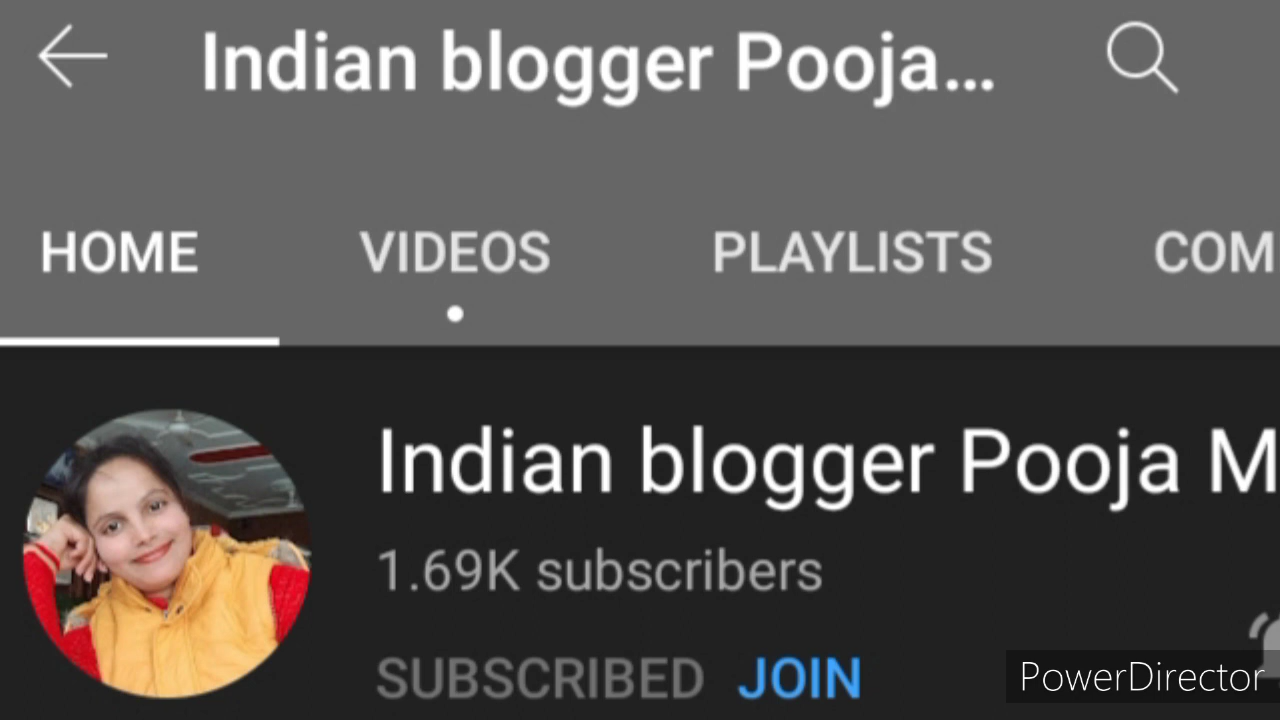 Indian blogger Pooja...
HOME VIDEOS PLAYLISTS COM
Indian blogger Pooja M
1.69K subscribers
SUBSCRIBED JOIN
PowerDirector